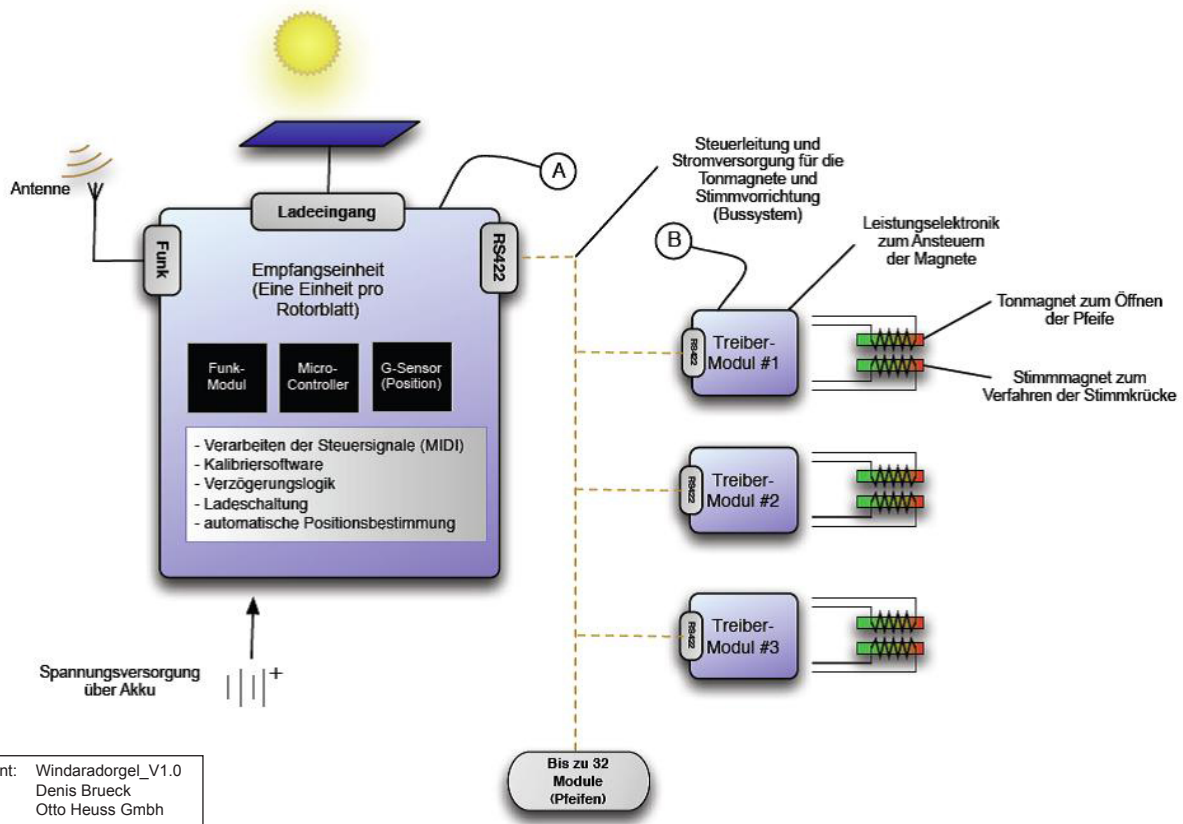 Antenne
Funk
Ladeeingang
RS422
A
Empfangseinheit
(Eine Einheit pro
Rotorblatt)
Funk-
Modul
Micro-
Controller
G-Sensor
(Position)
- Verarbeiten der Steuersignale (MIDI)
- Kalibriersoftware
- Verzögerungslogik
- Ladeschaltung
- automatische Positionsbestimmung
Spannungsversorgung
über Akku
+
Steuerleitung und
Stromversorgung für die
Tonmagnete und
Stimmvorrichtung
(Bussystem)
B
Leistungselektronik
zum Ansteuern
der Magnete
RS422
Treiber-
Modul #1
Tonmagnet zum Öffnen
der Pfeife
Stimmmagnet zum
Verfahren der Stimmkrücke
RS422
Treiber-
Modul #2
RS422
Treiber-
Modul #3
Bis zu 32
Module
(Pfeifen)
nt: Windaradorgel_V1.0
Denis Brueck
Otto Heuss Gmbh